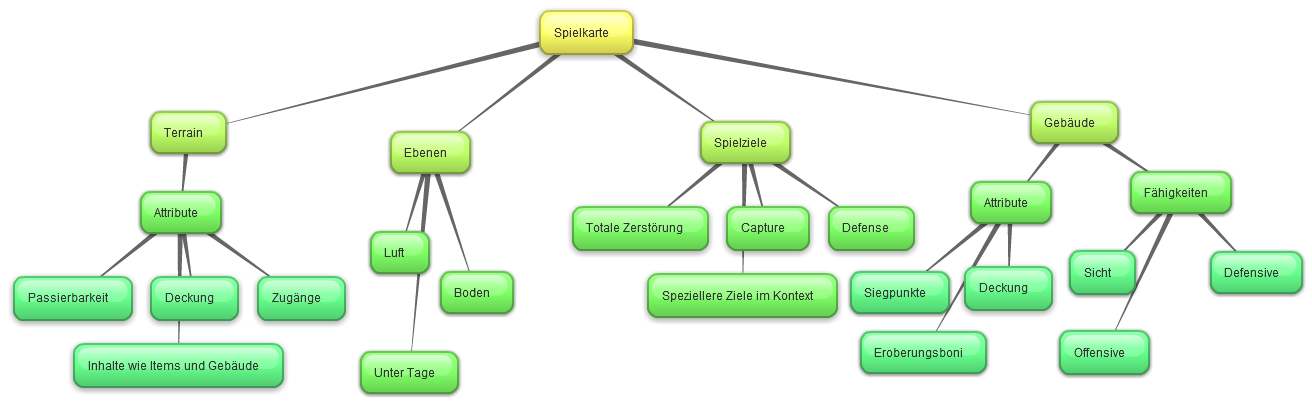 Spielkarte
Terrain
Ebenen
Spielziele
Gebäude
Attribute
Attribute
Fähigkeiten
Totale Zerstörung
Capture
Defense
Luft
Passierbarkeit
Deckung
Zugänge
Boden
Speziellere Ziele im Kontext
Siegpunkte
Deckung
Sicht
Defensive
Inhalte wie Items und Gebäude
Unter Tage
Eroberungsboni
Offensive